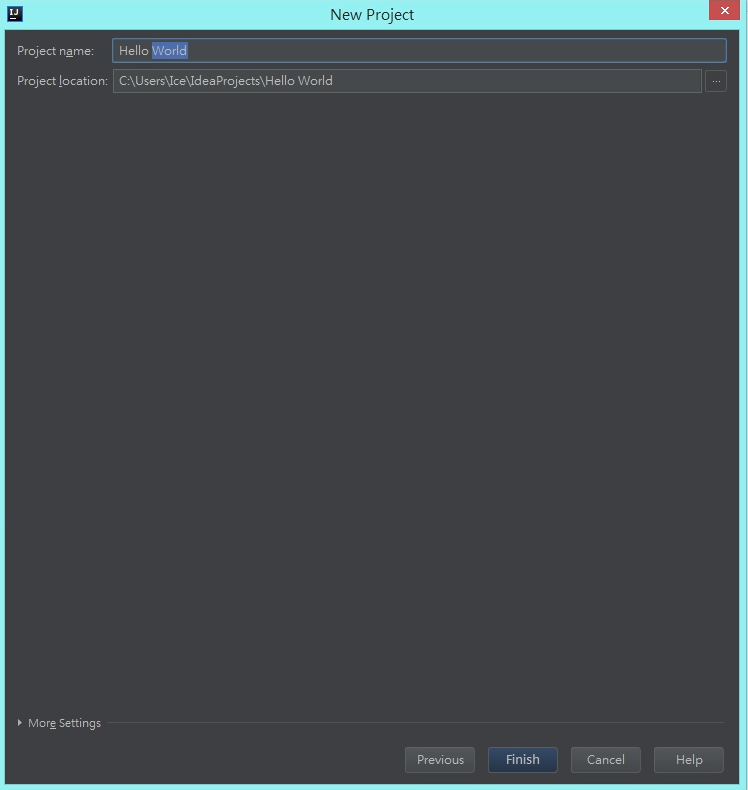 IJ
New Project
Project name: Hello World
Project location: C:\Users\Ice\IdeaProjects\Hello World ...
More Settings
Previous Finish Cancel Help